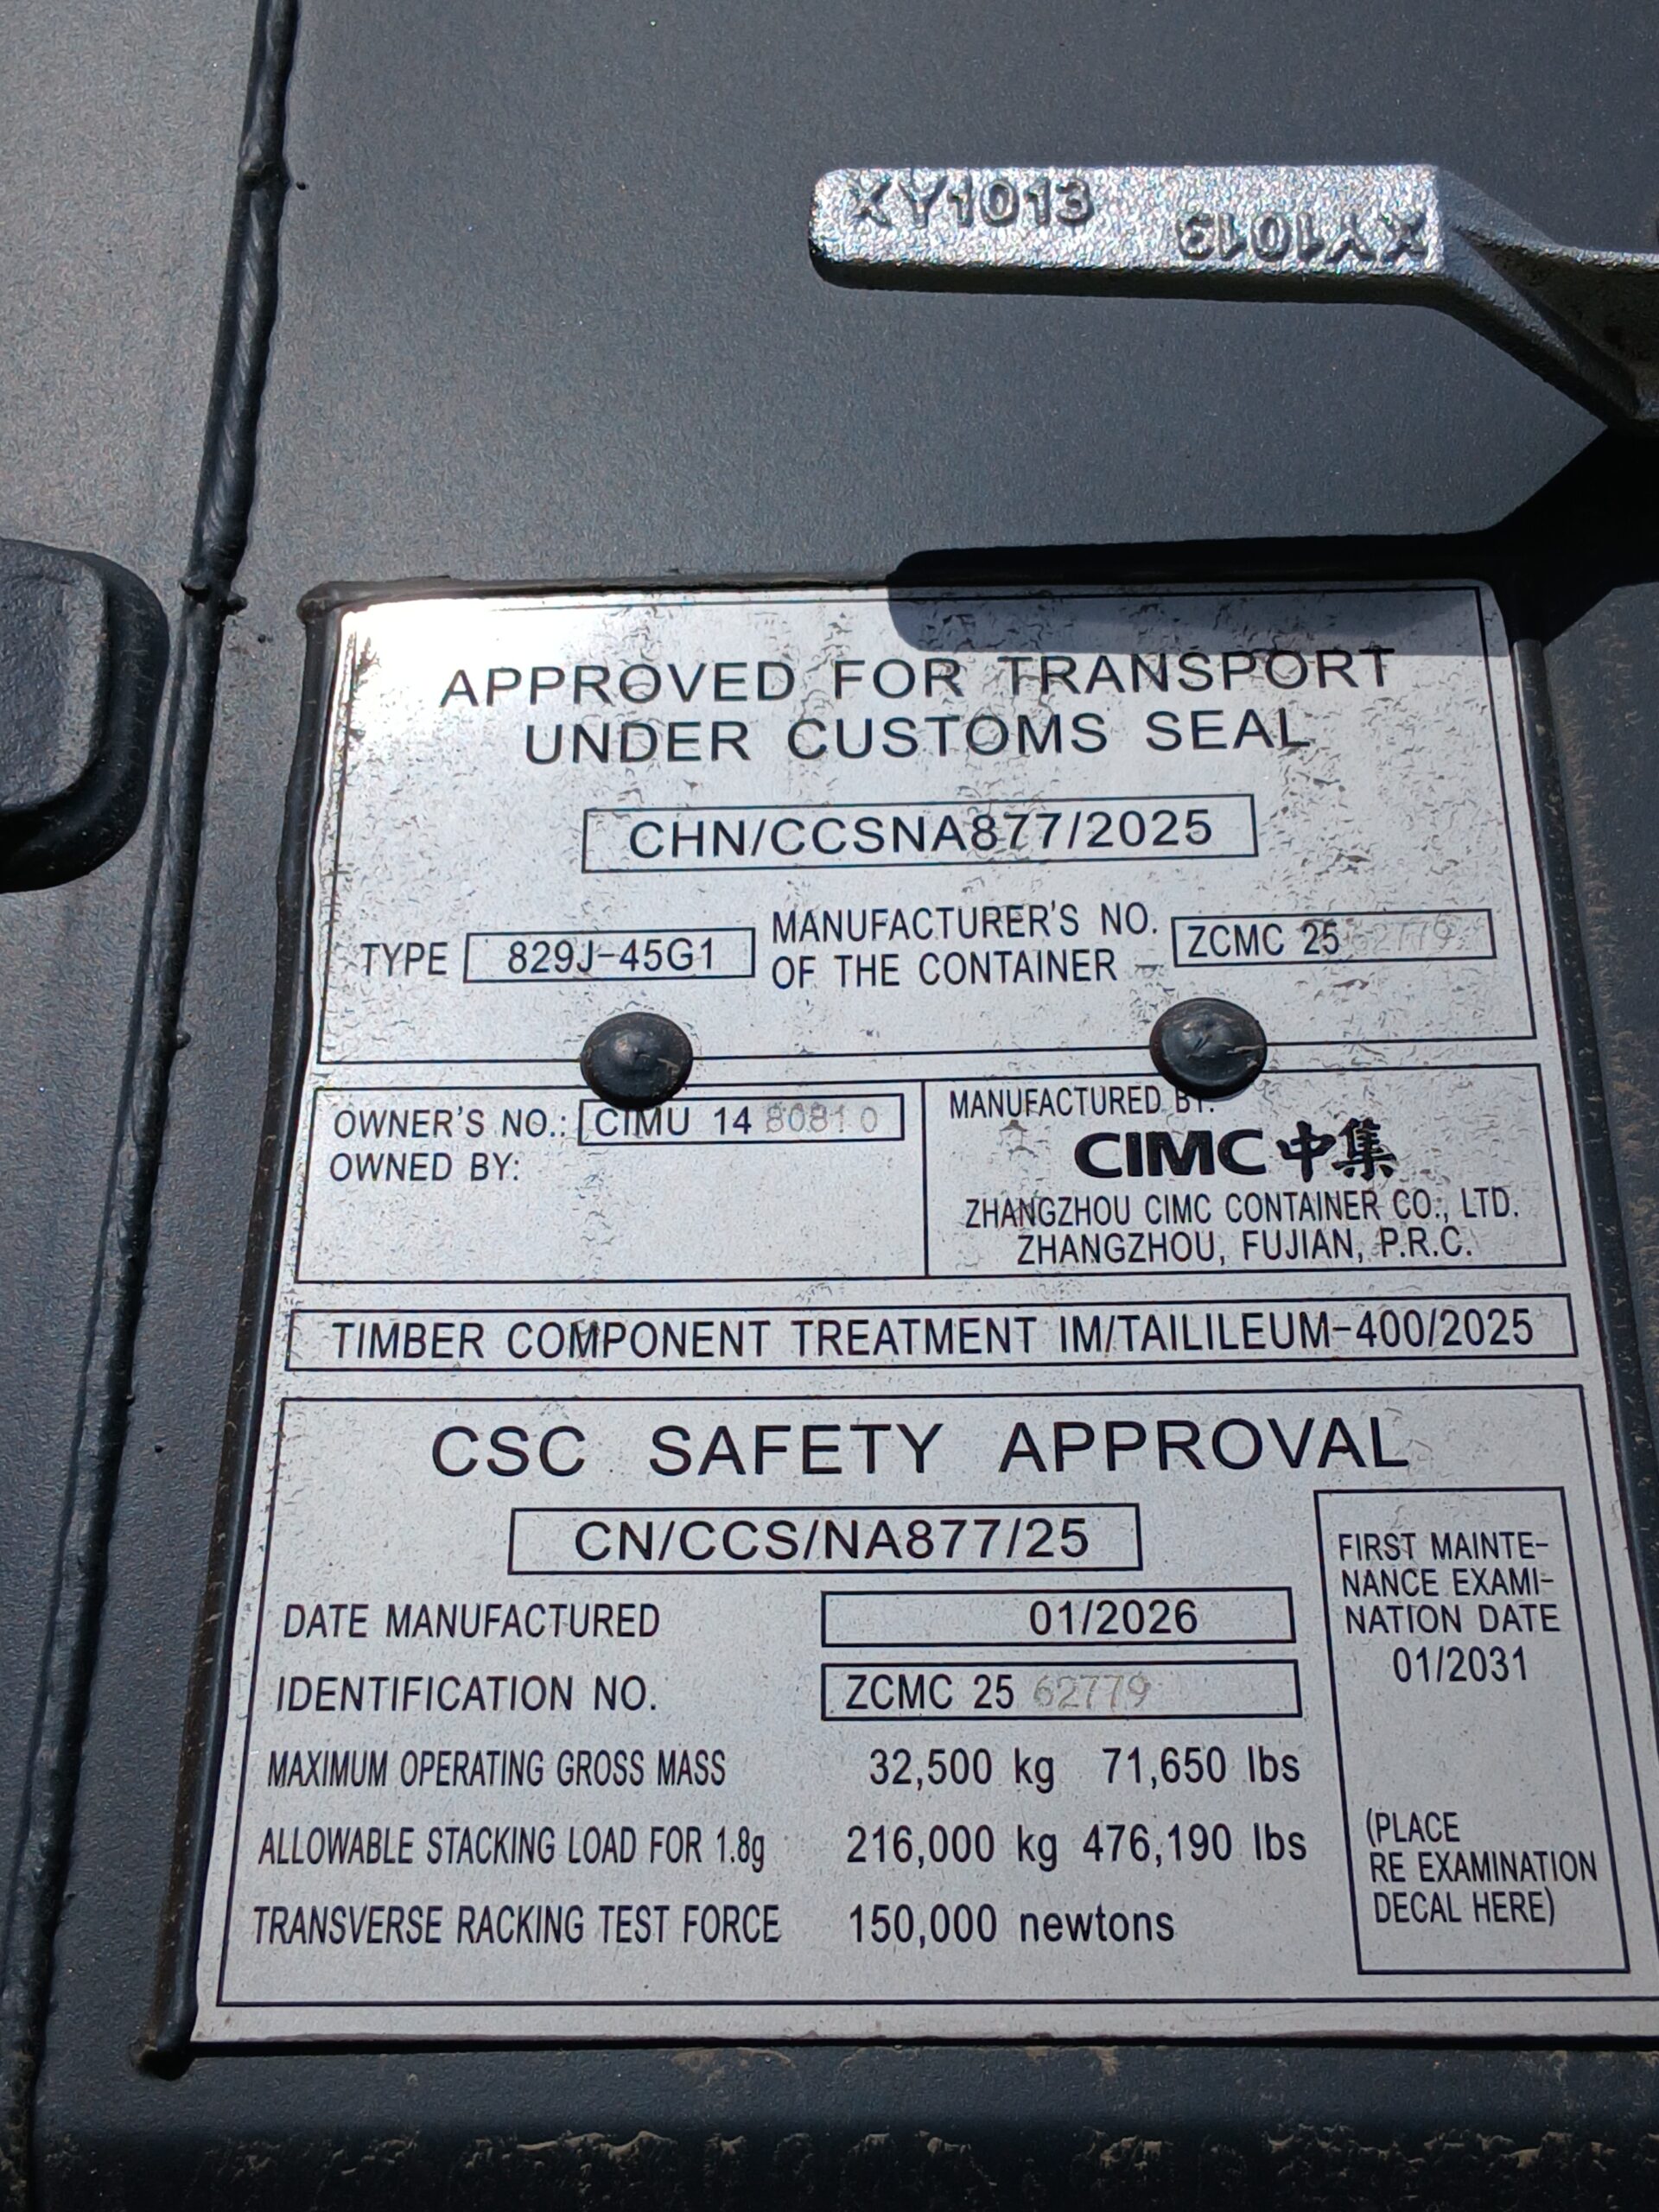 XY1013
XY1013
APPROVED FOR TRANSPORT
UNDER CUSTOMS SEAL
CHN/CCSNA877/2025
TYPE 829J-45G1
MANUFACTURER'S NO.
OF THE CONTAINER
ZCMC 25 62779
OWNER'S NO.: CIMU 14 80810
OWNED BY:
MANUFACTURED BY:
CIMC 中集
ZHANGZHOU CIMC CONTAINER CO., LTD.
ZHANGZHOU, FUJIAN, P.R.C.
TIMBER COMPONENT TREATMENT IM/TAILILEUM-400/2025
CSC SAFETY APPROVAL
CN/CCS/NA877/25
DATE MANUFACTURED 01/2026
IDENTIFICATION NO. ZCMC 25 62779
MAXIMUM OPERATING GROSS MASS 32,500 kg 71,650 lbs
ALLOWABLE STACKING LOAD FOR 1.8g 216,000 kg 476,190 lbs
TRANSVERSE RACKING TEST FORCE 150,000 newtons
FIRST MAINTE-
NANCE EXAMI-
NATION DATE
01/2031
(PLACE
RE EXAMINATION
DECAL HERE)